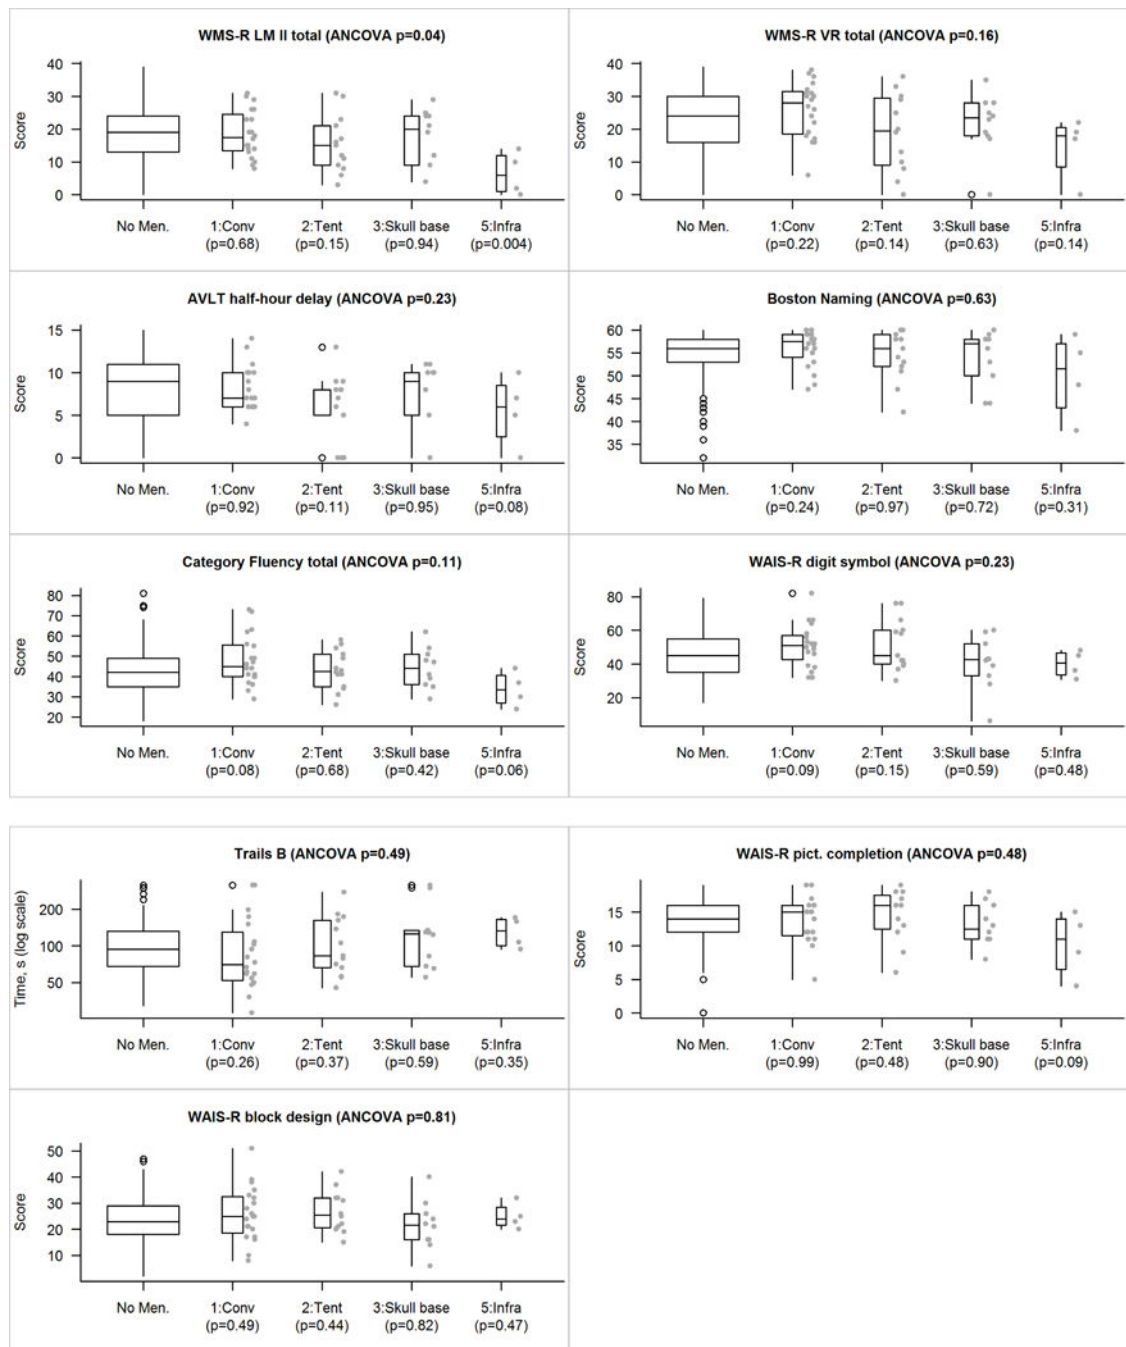 WMS-R LM II total (ANCOVA p=0.04)
40
30
20
10
0
Score
No Men. 1:Conv 2:Tent 3:Skull base 5:Infra
(p=0.68) (p=0.15) (p=0.94) (p=0.004)
WMS-R VR total (ANCOVA p=0.16)
40
30
20
10
0
Score
No Men. 1:Conv 2:Tent 3:Skull base 5:Infra
(p=0.22) (p=0.14) (p=0.63) (p=0.14)
AVLT half-hour delay (ANCOVA p=0.23)
15
10
5
0
Score
No Men. 1:Conv 2:Tent 3:Skull base 5:Infra
(p=0.92) (p=0.11) (p=0.95) (p=0.08)
Boston Naming (ANCOVA p=0.63)
60
55
50
45
40
35
Score
No Men. 1:Conv 2:Tent 3:Skull base 5:Infra
(p=0.24) (p=0.97) (p=0.72) (p=0.31)
Category Fluency total (ANCOVA p=0.11)
80
70
60
50
40
30
20
Score
No Men. 1:Conv 2:Tent 3:Skull base 5:Infra
(p=0.08) (p=0.68) (p=0.42) (p=0.06)
WAIS-R digit symbol (ANCOVA p=0.23)
80
60
40
20
Score
No Men. 1:Conv 2:Tent 3:Skull base 5:Infra
(p=0.09) (p=0.15) (p=0.59) (p=0.48)
Trails B (ANCOVA p=0.49)
200
100
50
Time, s (log scale)
No Men. 1:Conv 2:Tent 3:Skull base 5:Infra
(p=0.26) (p=0.37) (p=0.59) (p=0.35)
WAIS-R pict. completion (ANCOVA p=0.48)
15
10
5
0
Score
No Men. 1:Conv 2:Tent 3:Skull base 5:Infra
(p=0.99) (p=0.48) (p=0.90) (p=0.09)
WAIS-R block design (ANCOVA p=0.81)
50
40
30
20
10
Score
No Men. 1:Conv 2:Tent 3:Skull base 5:Infra
(p=0.49) (p=0.44) (p=0.82) (p=0.47)